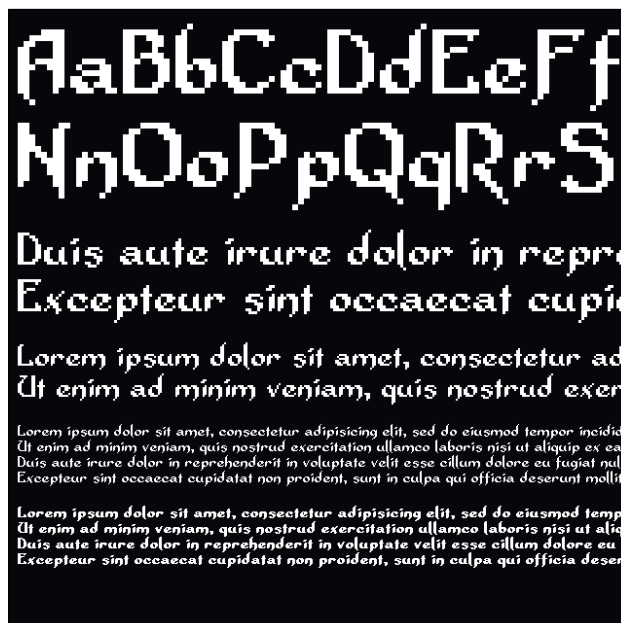 AaBbCcDdEeFf
NnOoPpQqRrS
Duis aute irure dolor in repre
Excepteur sint occaecat cupi
Lorem ipsum dolor sit amet, consectetur ad
Ut enim ad minim veniam, quis nostrud exer
Lorem ipsum dolor sit amet, consectetur adipisicing elit, sed do eiusmod tempor incidid
Ut enim ad minim veniam, quis nostrud exercitation ullamco laboris nisi ut aliquip ex ea
Duis aute irure dolor in reprehenderit in voluptate velit esse cillum dolore eu fugiat nul
Excepteur sint occaecat cupidatat non proident, sunt in culpa qui officia deserunt mollit
Lorem ipsum dolor sit amet, consectetur adipisicing elit, sed do eiusmod temp
Ut enim ad minim veniam, quis nostrud exercitation ullamco laboris nisi ut aliq
Duis aute irure dolor in reprehenderit in voluptate velit esse cillum dolore eu
Excepteur sint occaecat cupidatat non proident, sunt in culpa qui officia deser